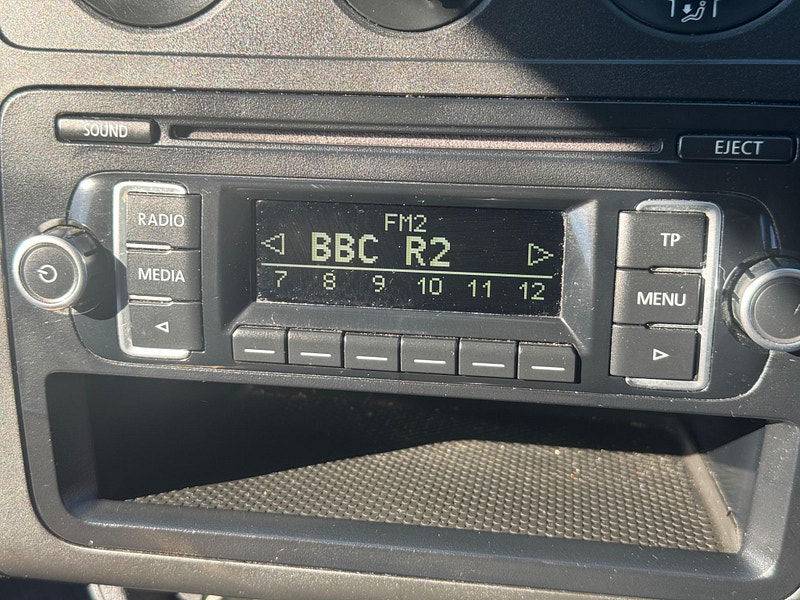 SOUND
EJECT
RADIO
MEDIA
FM2
BBC R2
7 8 9 10 11 12
TP
MENU